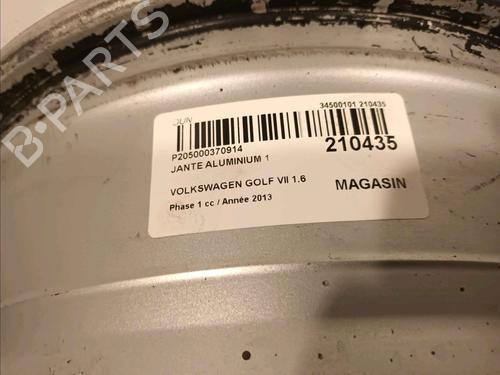 B-PARTS
QUN
34500101 210435
P205000370914
210435
JANTE ALUMINIUM 1
VOLKSWAGEN GOLF VII 1.6
MAGASIN
Phase 1 cc / Année 2013